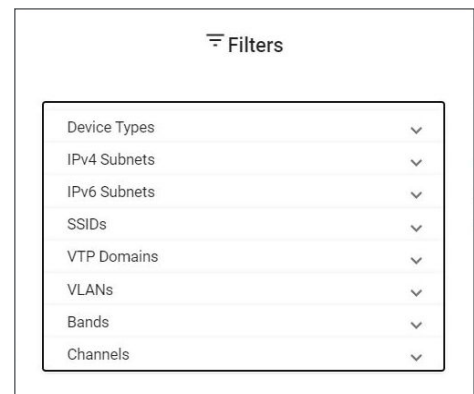 Filters
Device Types
IPv4 Subnets
IPv6 Subnets
SSIDs
VTP Domains
VLANs
Bands
Channels